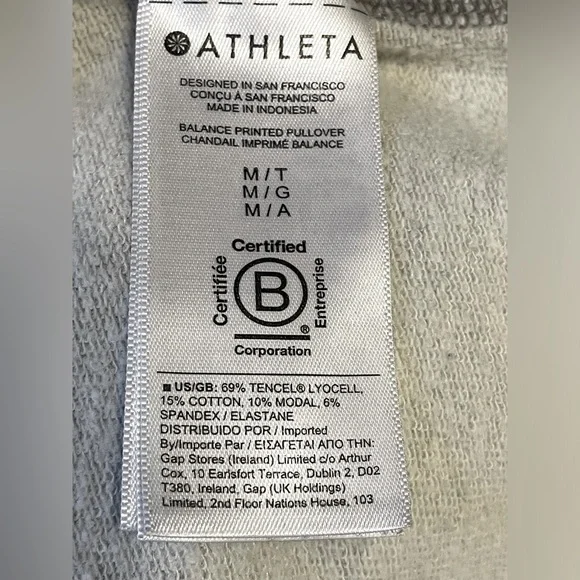 ATHLETA
DESIGNED IN SAN FRANCISCO
CONÇU À SAN FRANCISCO
MADE IN INDONESIA
BALANCE PRINTED PULLOVER
CHANDAIL IMPRIMÉ BALANCE
M / T
M / G
M / A
Certified
Certifiée
B
Entreprise
®
Corporation
US/GB: 69% TENCEL® LYOCELL,
15% COTTON, 10% MODAL, 6%
SPANDEX / ELASTANE
DISTRIBUIDO POR / Imported
By/Importe Par / ΕΙΣΑΓΕΤΑΙ ΑΠΟ ΤΗΝ:
Gap Stores (Ireland) Limited c/o Arthur
Cox, 10 Earlsfort Terrace, Dublin 2, D02
T380, Ireland, Gap (UK Holdings)
Limited, 2nd Floor Nations House, 103